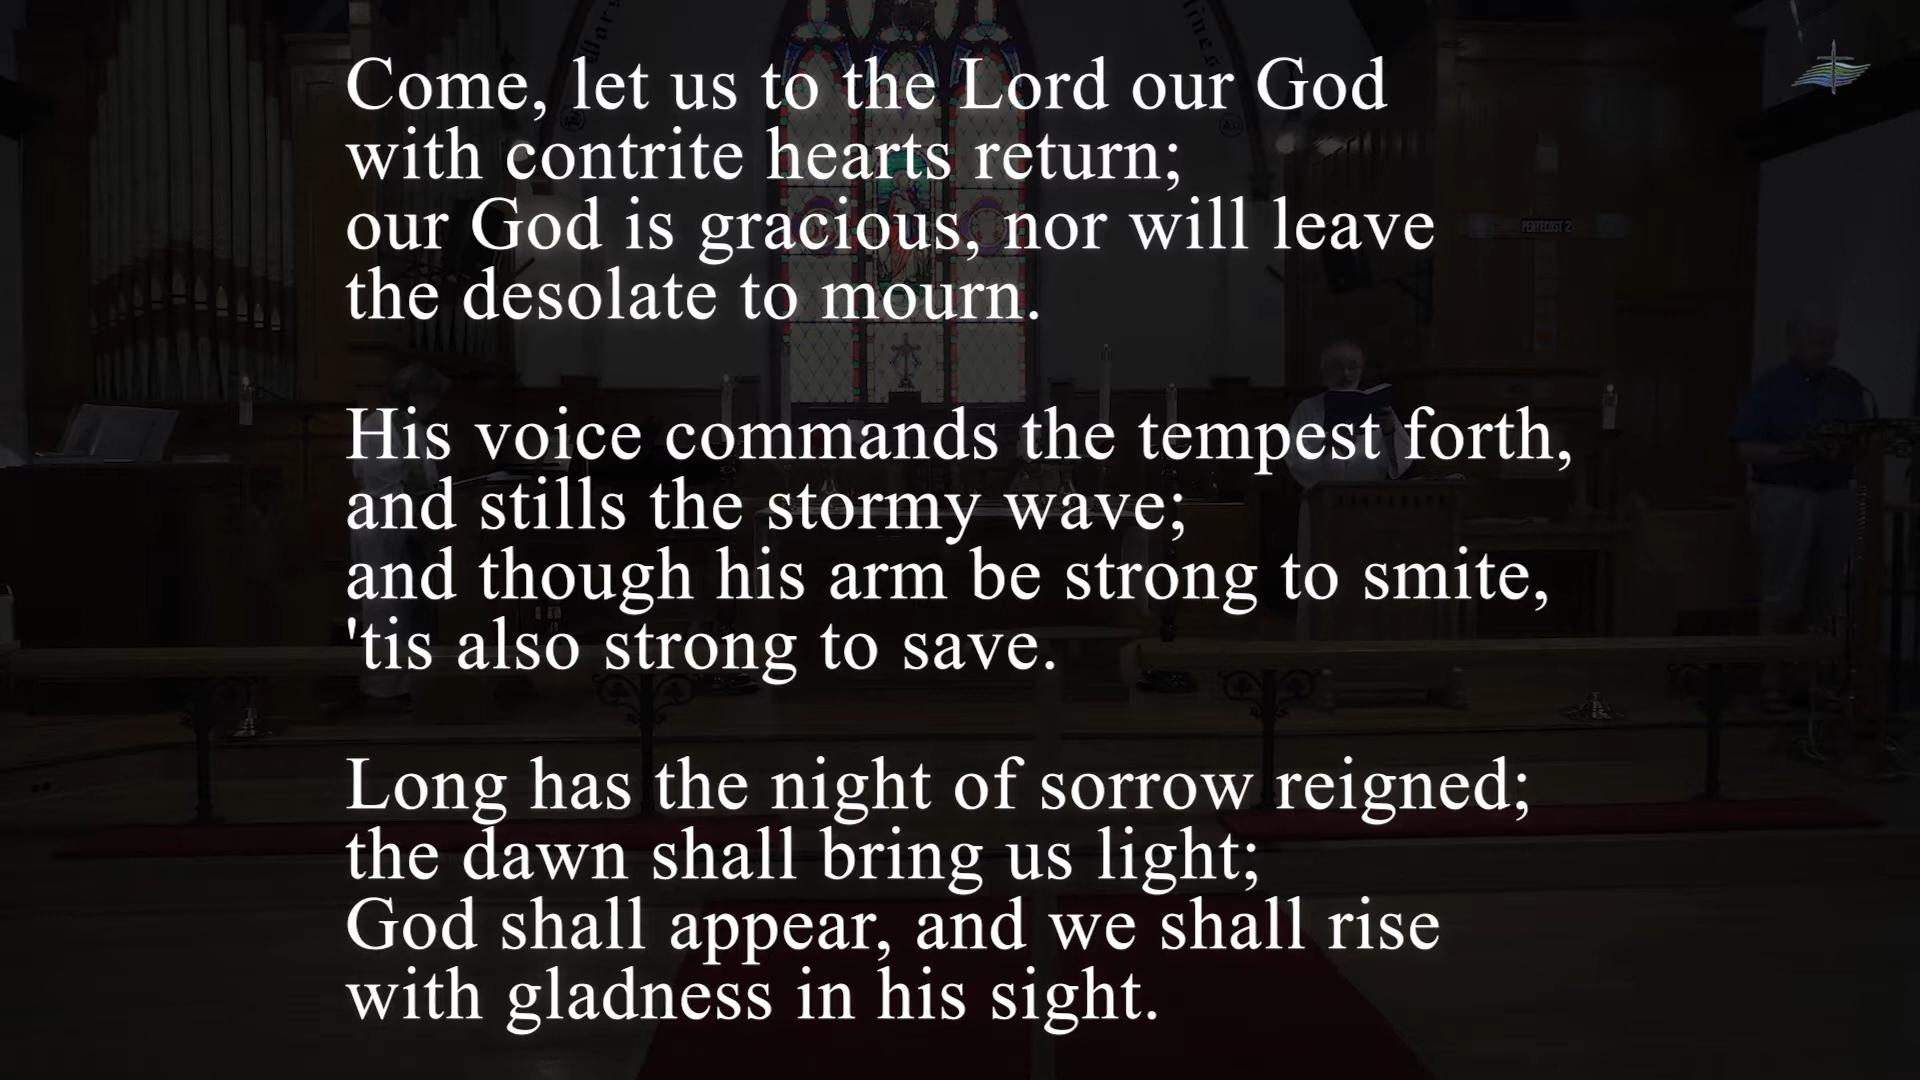 Come, let us to the Lord our God
with contrite hearts return;
our God is gracious, nor will leave
the desolate to mourn.
His voice commands the tempest forth,
and stills the stormy wave;
and though his arm be strong to smite,
'tis also strong to save.
Long has the night of sorrow reigned;
the dawn shall bring us light;
God shall appear, and we shall rise
with gladness in his sight.
PENTECOST 2